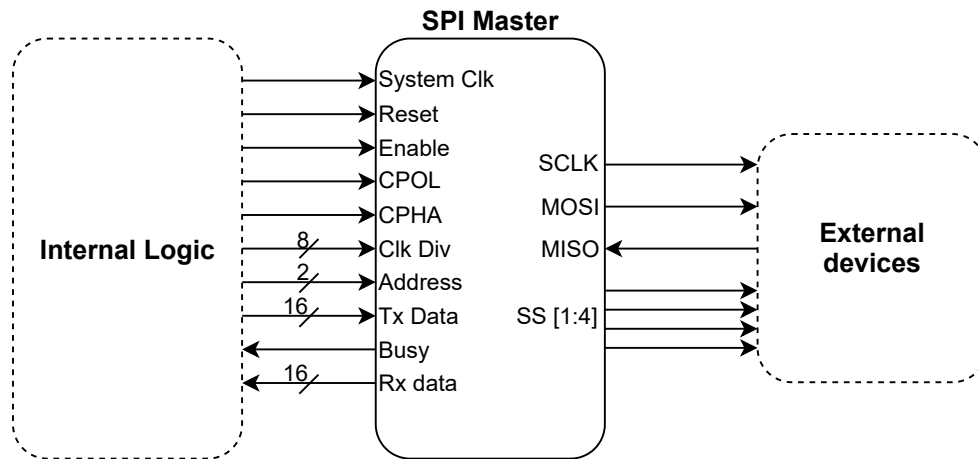 SPI Master
Internal Logic
System Clk
Reset
Enable
CPOL
CPHA
8
Clk Div
2
Address
16
Tx Data
Busy
16
Rx data
SCLK
MOSI
MISO
SS [1:4]
External
devices